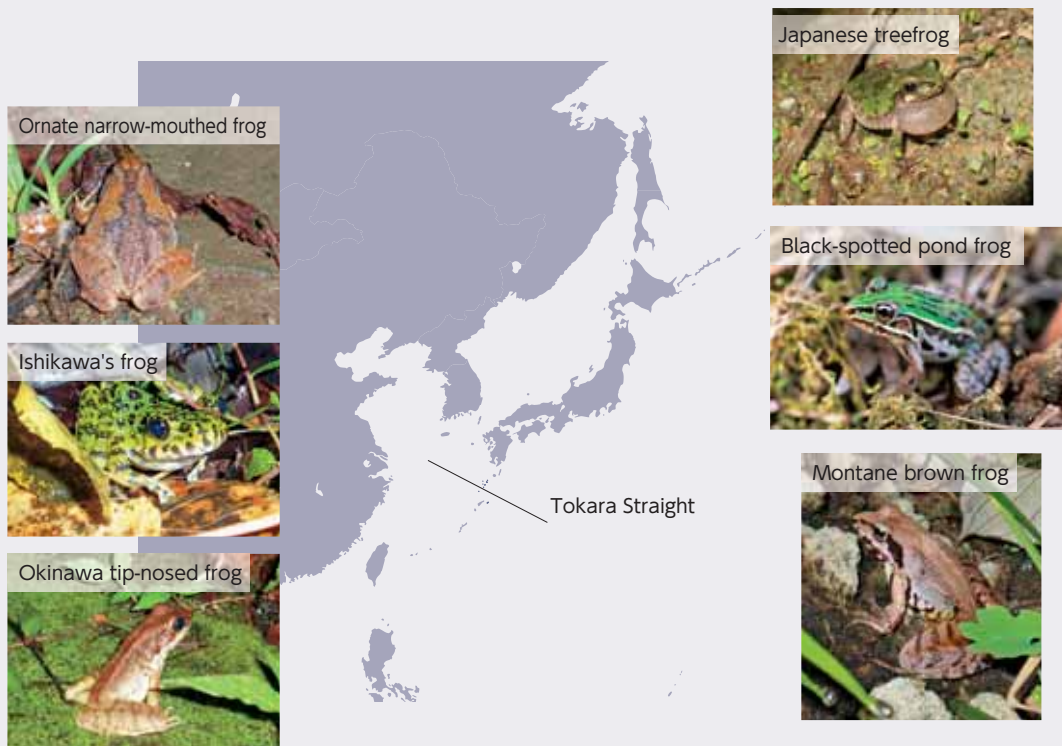 Japanese treefrog
Ornate narrow-mouthed frog
Black-spotted pond frog
Ishikawa's frog
Montane brown frog
Tokara Straight
Okinawa tip-nosed frog